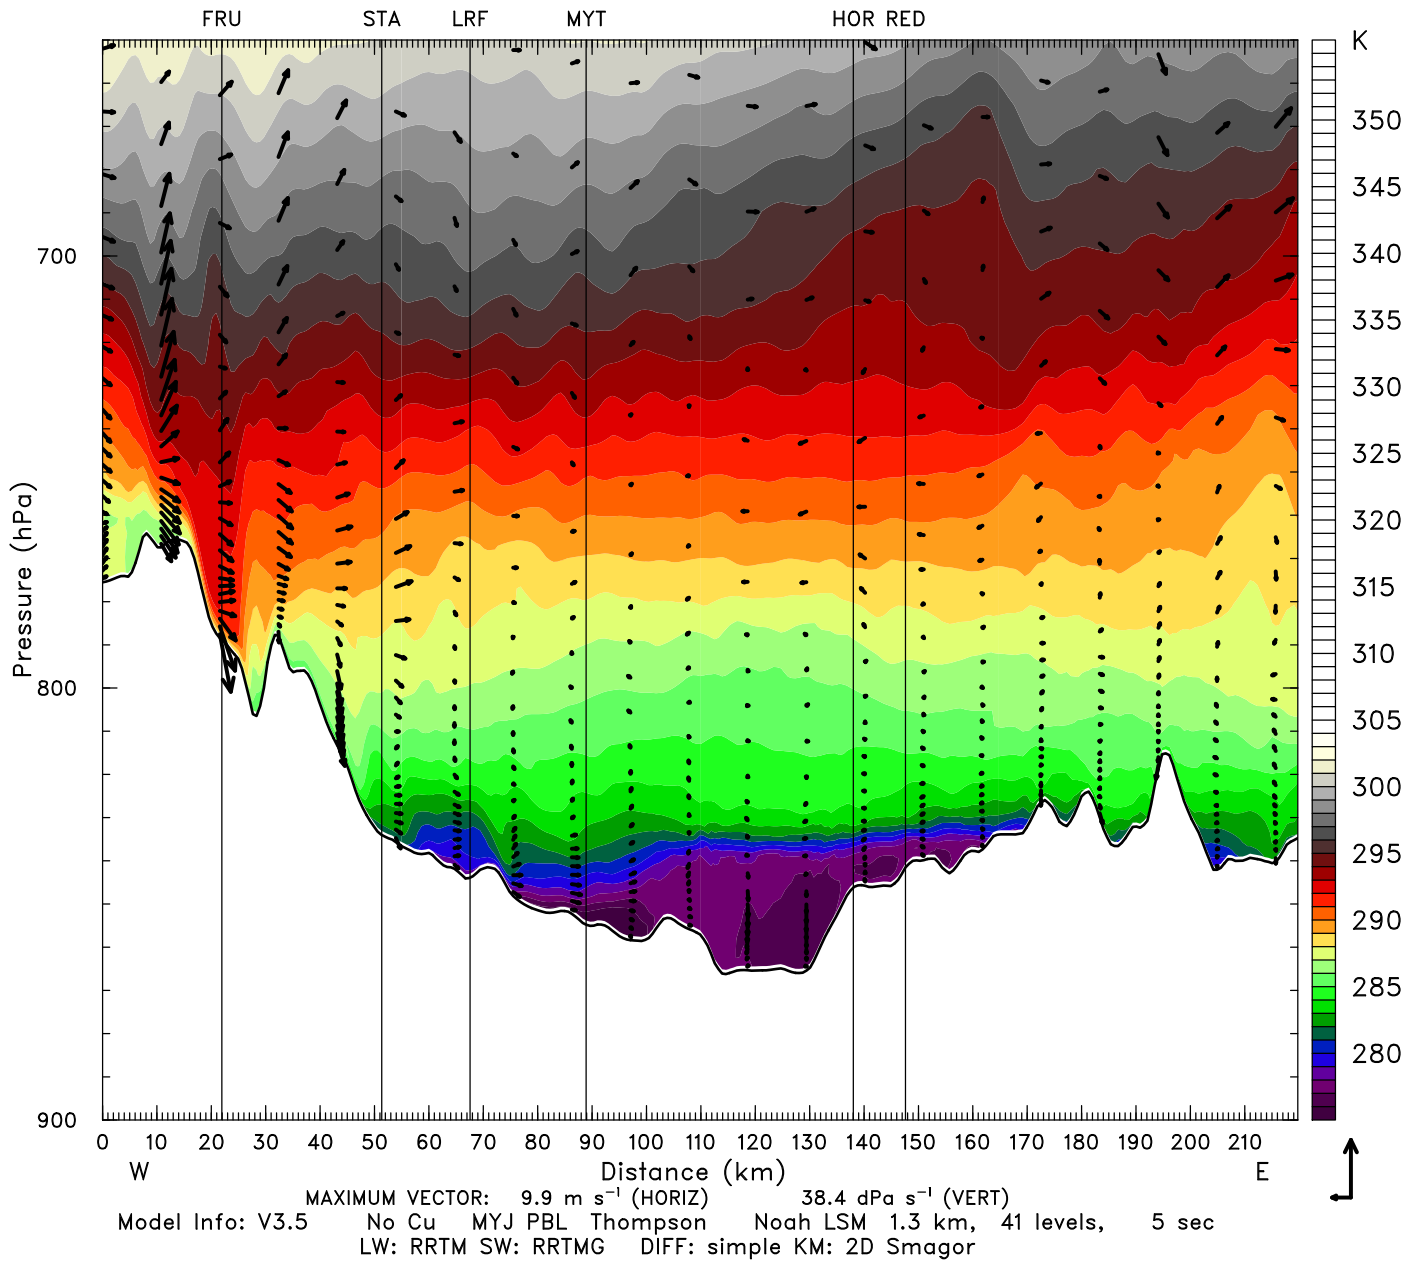 FRU STA LRF MYT HOR RED
K
350
345
340
335
330
325
320
315
310
305
300
295
290
285
280
Pressure (hPa)
700
800
900
0 10 20 30 40 50 60 70 80 90 100 110 120 130 140 150 160 170 180 190 200 210
W Distance (km) E
MAXIMUM VECTOR: 9.9 m s⁻¹ (HORIZ) 38.4 dPa s⁻¹ (VERT)
Model Info: V3.5 No Cu MYJ PBL Thompson Noah LSM 1.3 km, 41 levels, 5 sec
LW: RRTM SW: RRTMG DIFF: simple KM: 2D Smagor